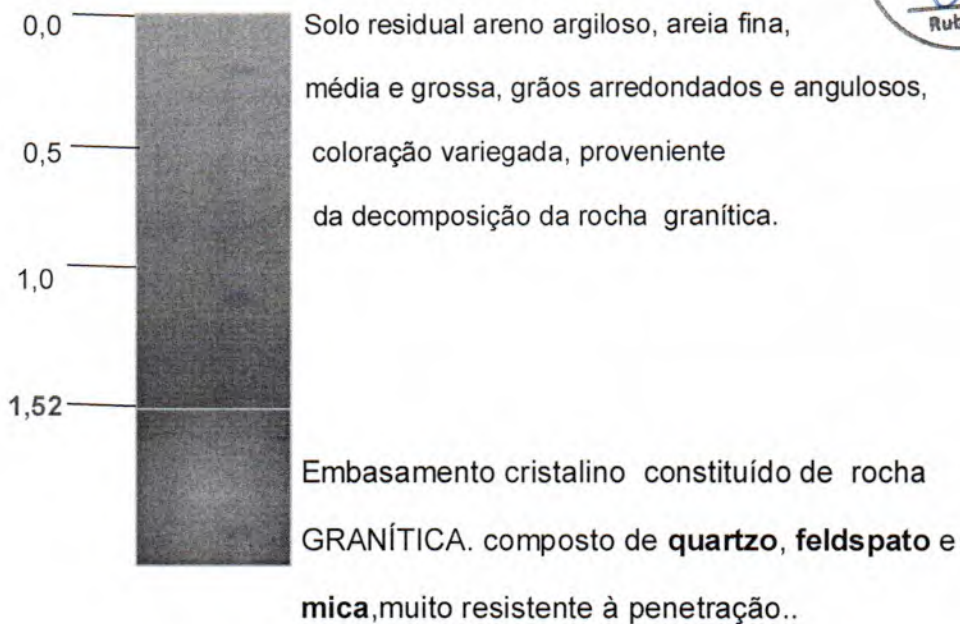 0,0
Solo residual areno argiloso, areia fina,
média e grossa, grãos arredondados e angulosos,
0,5
coloração variegada, proveniente
da decomposição da rocha granítica.
1,0
1,52
Embasamento cristalino constituído de rocha
GRANÍTICA. composto de quartzo, feldspato e
mica,muito resistente à penetração..